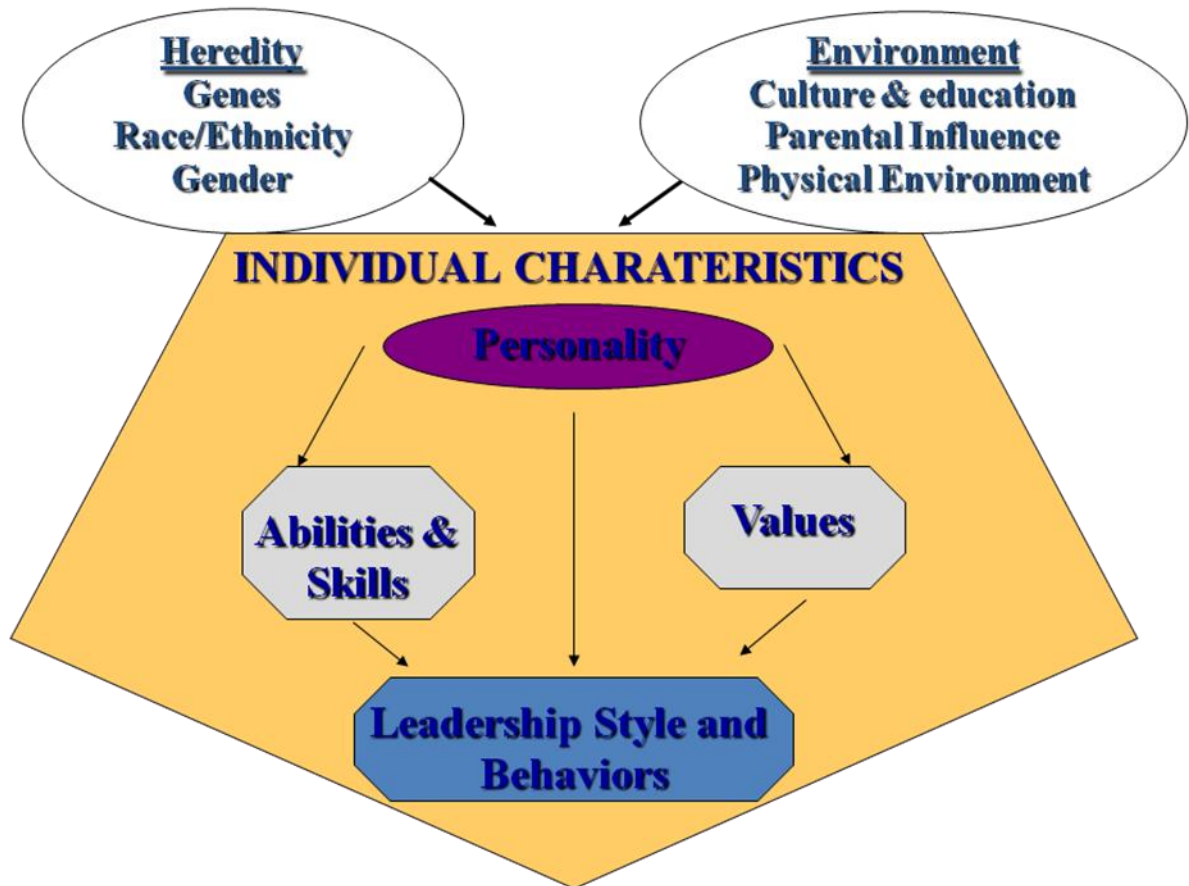 Heredity
Genes
Race/Ethnicity
Gender
Environment
Culture & education
Parental Influence
Physical Environment
INDIVIDUAL CHARATERISTICS
Personality
Abilities &
Skills
Values
Leadership Style and
Behaviors